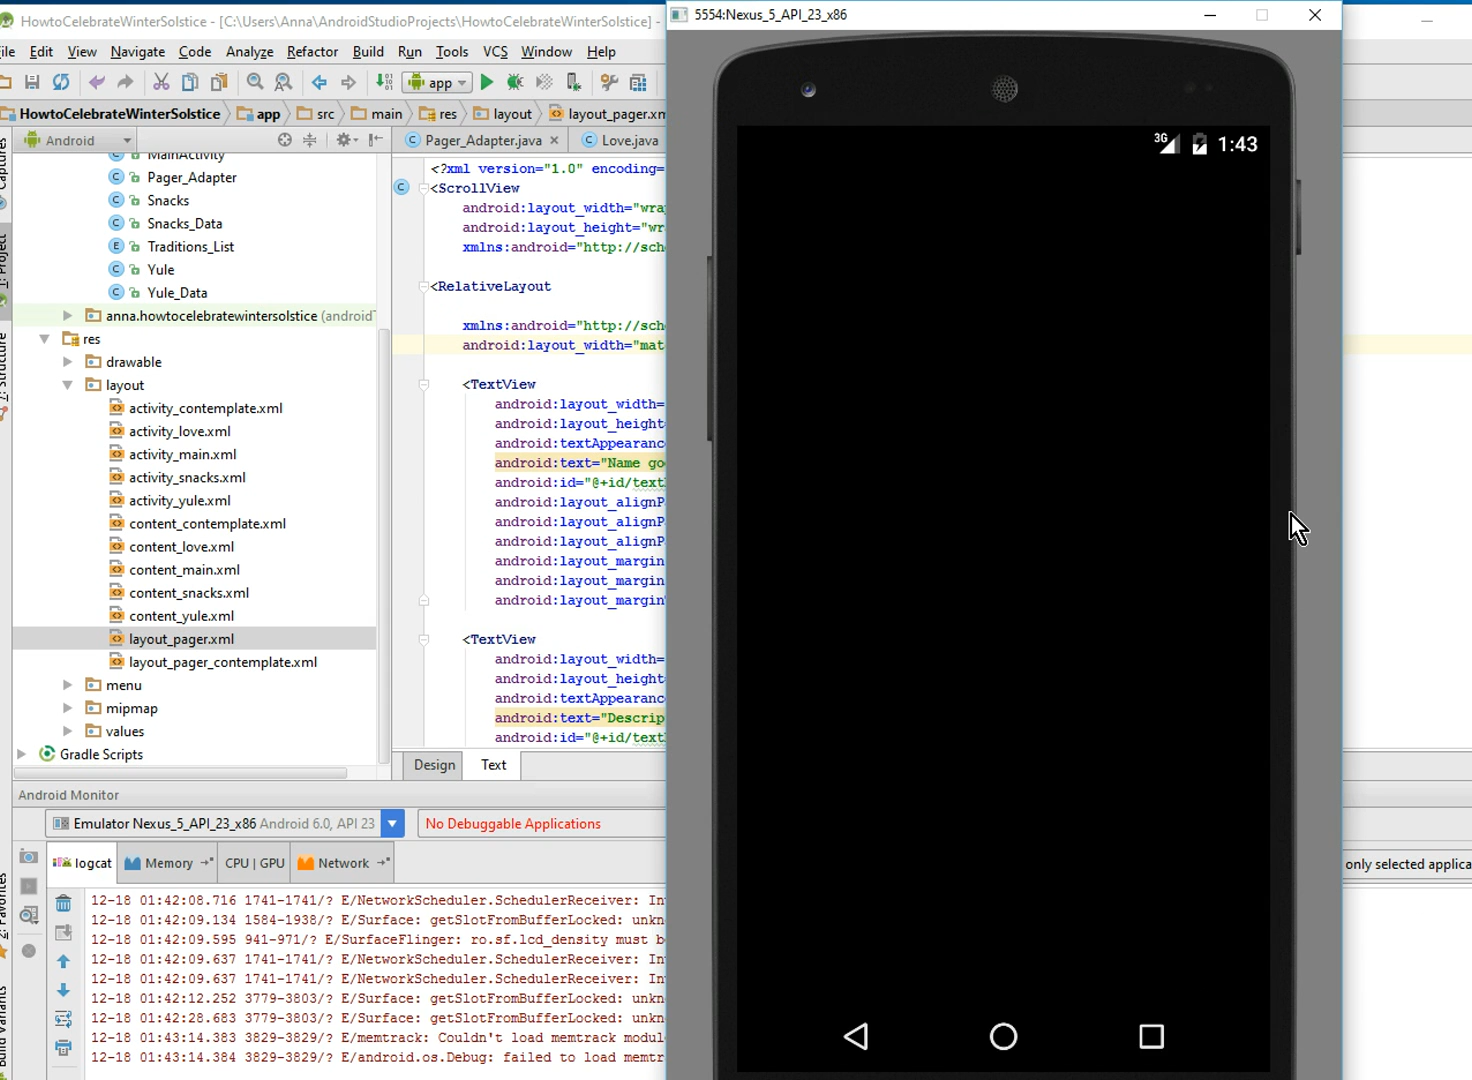 HowtoCelebrateWinterSolstice - [C:\Users\Anna\AndroidStudioProjects\HowtoCelebrateWinterSolstice] -
5554:Nexus_5_API_23_x86
ile Edit View Navigate Code Analyze Refactor Build Run Tools VCS Window Help
app
HowtoCelebrateWinterSolstice app src main res layout layout_pager.xm
Android
Pager_Adapter.java Love.java
3G 1:43
Captures
1: Project
7: Structure
2: Favorites
Build Variants
MainActivity
Pager_Adapter
Snacks
Snacks_Data
Traditions_List
Yule
Yule_Data
anna.howtocelebratewintersolstice (android
res
drawable
layout
activity_contemplate.xml
activity_love.xml
activity_main.xml
activity_snacks.xml
activity_yule.xml
content_contemplate.xml
content_love.xml
content_main.xml
content_snacks.xml
content_yule.xml
layout_pager.xml
layout_pager_contemplate.xml
menu
mipmap
values
Gradle Scripts
<?xml version="1.0" encoding=
<ScrollView
android:layout_width="wra
android:layout_height="wr
xmlns:android="http://sch
<RelativeLayout
xmlns:android="http://sch
android:layout_width="mat
<TextView
android:layout_width=
android:layout_height
android:textAppearanc
android:text="Name go
android:id="@+id/text
android:layout_alignP
android:layout_alignP
android:layout_alignP
android:layout_margin
android:layout_margin
android:layout_margin
<TextView
android:layout_width=
android:layout_height
android:textAppearanc
android:text="Descrip
android:id="@+id/text
Design Text
Android Monitor
Emulator Nexus_5_API_23_x86 Android 6.0, API 23 No Debuggable Applications
logcat Memory CPU | GPU Network only selected applica
12-18 01:42:08.716 1741-1741/? E/NetworkScheduler.SchedulerReceiver: In
12-18 01:42:09.134 1584-1938/? E/Surface: getSlotFromBufferLocked: unkn
12-18 01:42:09.595 941-971/? E/SurfaceFlinger: ro.sf.lcd_density must b
12-18 01:42:09.637 1741-1741/? E/NetworkScheduler.SchedulerReceiver: In
12-18 01:42:09.637 1741-1741/? E/NetworkScheduler.SchedulerReceiver: In
12-18 01:42:12.252 3779-3803/? E/Surface: getSlotFromBufferLocked: unkn
12-18 01:42:28.683 3779-3803/? E/Surface: getSlotFromBufferLocked: unkn
12-18 01:43:14.383 3829-3829/? E/memtrack: Couldn't load memtrack modul
12-18 01:43:14.384 3829-3829/? E/android.os.Debug: failed to load memtr